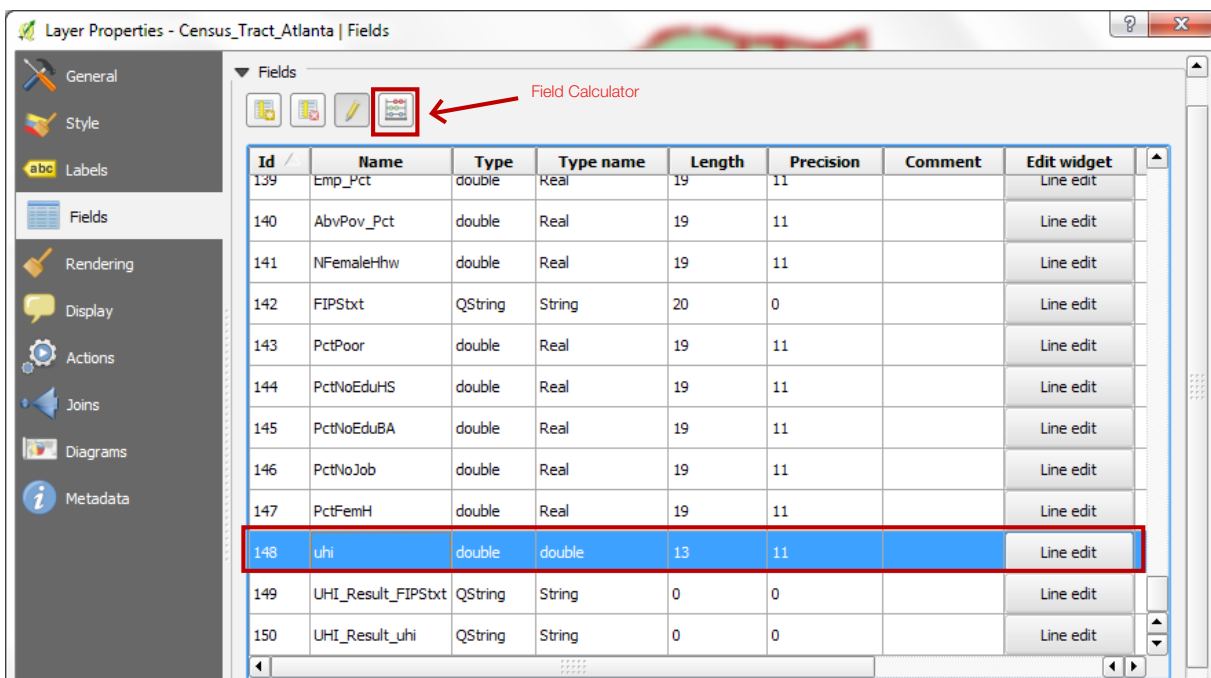 Layer Properties - Census_Tract_Atlanta | Fields
General
Style
abc Labels
Fields
Rendering
Display
Actions
Joins
Diagrams
Metadata
Fields
Field Calculator
Id Name Type Type name Length Precision Comment Edit widget
139 Emp_Pct double Real 19 11 Line edit
140 AbvPov_Pct double Real 19 11 Line edit
141 NFemaleHhw double Real 19 11 Line edit
142 FIPStxt QString String 20 0 Line edit
143 PctPoor double Real 19 11 Line edit
144 PctNoEduHS double Real 19 11 Line edit
145 PctNoEduBA double Real 19 11 Line edit
146 PctNoJob double Real 19 11 Line edit
147 PctFemH double Real 19 11 Line edit
148 uhi double double 13 11 Line edit
149 UHI_Result_FIPStxt QString String 0 0 Line edit
150 UHI_Result_uhi QString String 0 0 Line edit